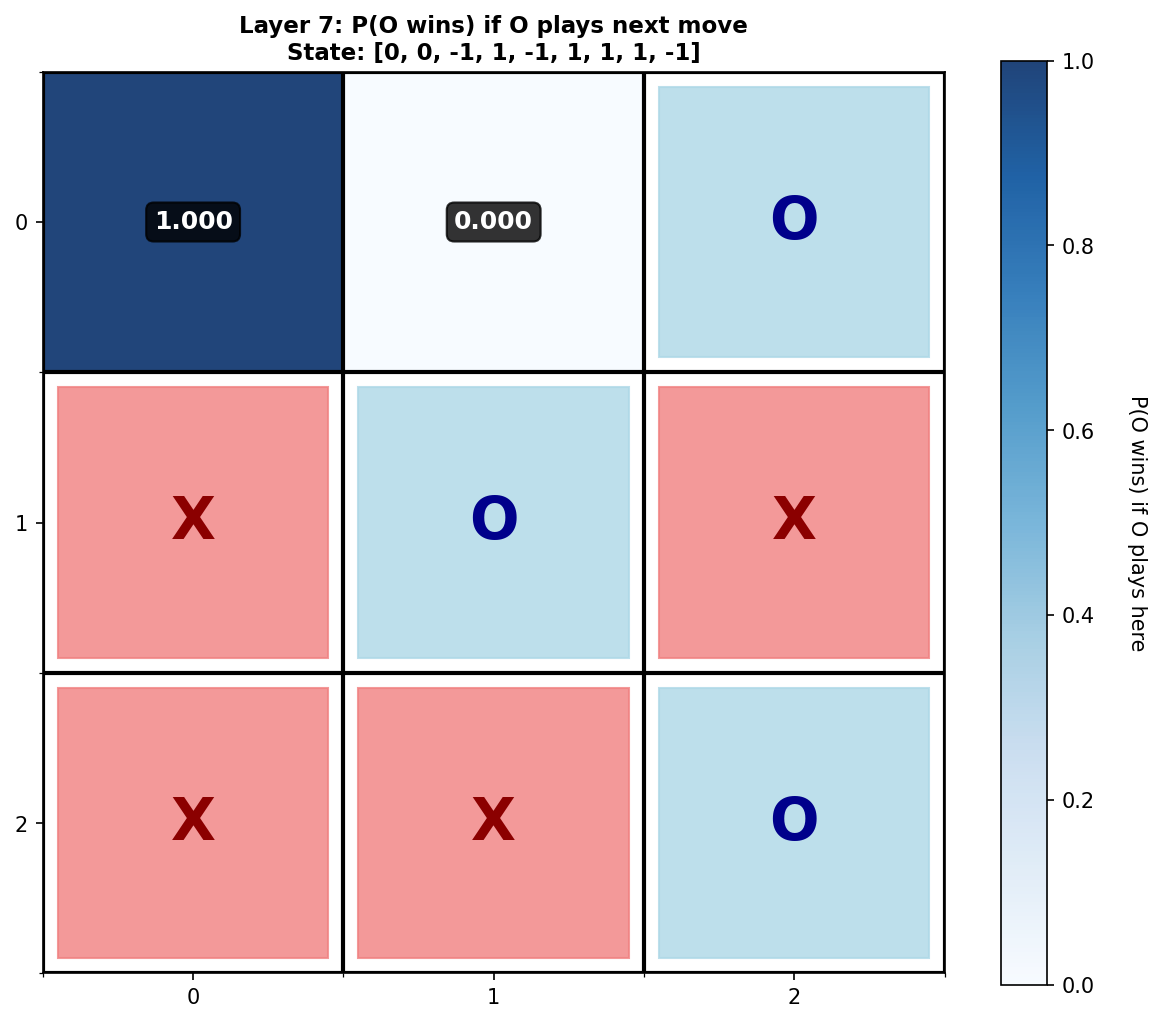 Layer 7: P(O wins) if O plays next move
State: [0, 0, -1, 1, -1, 1, 1, 1, -1]
0
1.000
0.000
O
1
X
O
X
2
X
X
O
0
1
2
1.0
0.8
0.6
0.4
0.2
0.0
P(O wins) if O plays here